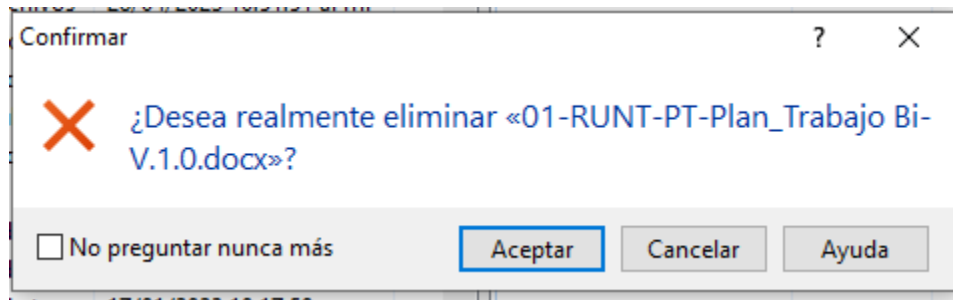 Confirmar
?
¿Desea realmente eliminar «01-RUNT-PT-Plan_Trabajo Bi-
V.1.0.docx»?
No preguntar nunca más
Aceptar
Cancelar
Ayuda